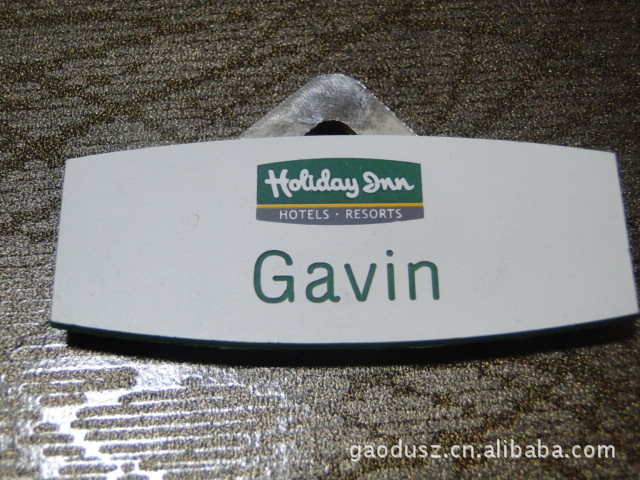 Holiday Inn
HOTELS · RESORTS
Gavin
gaodusz.cn.alibaba.com